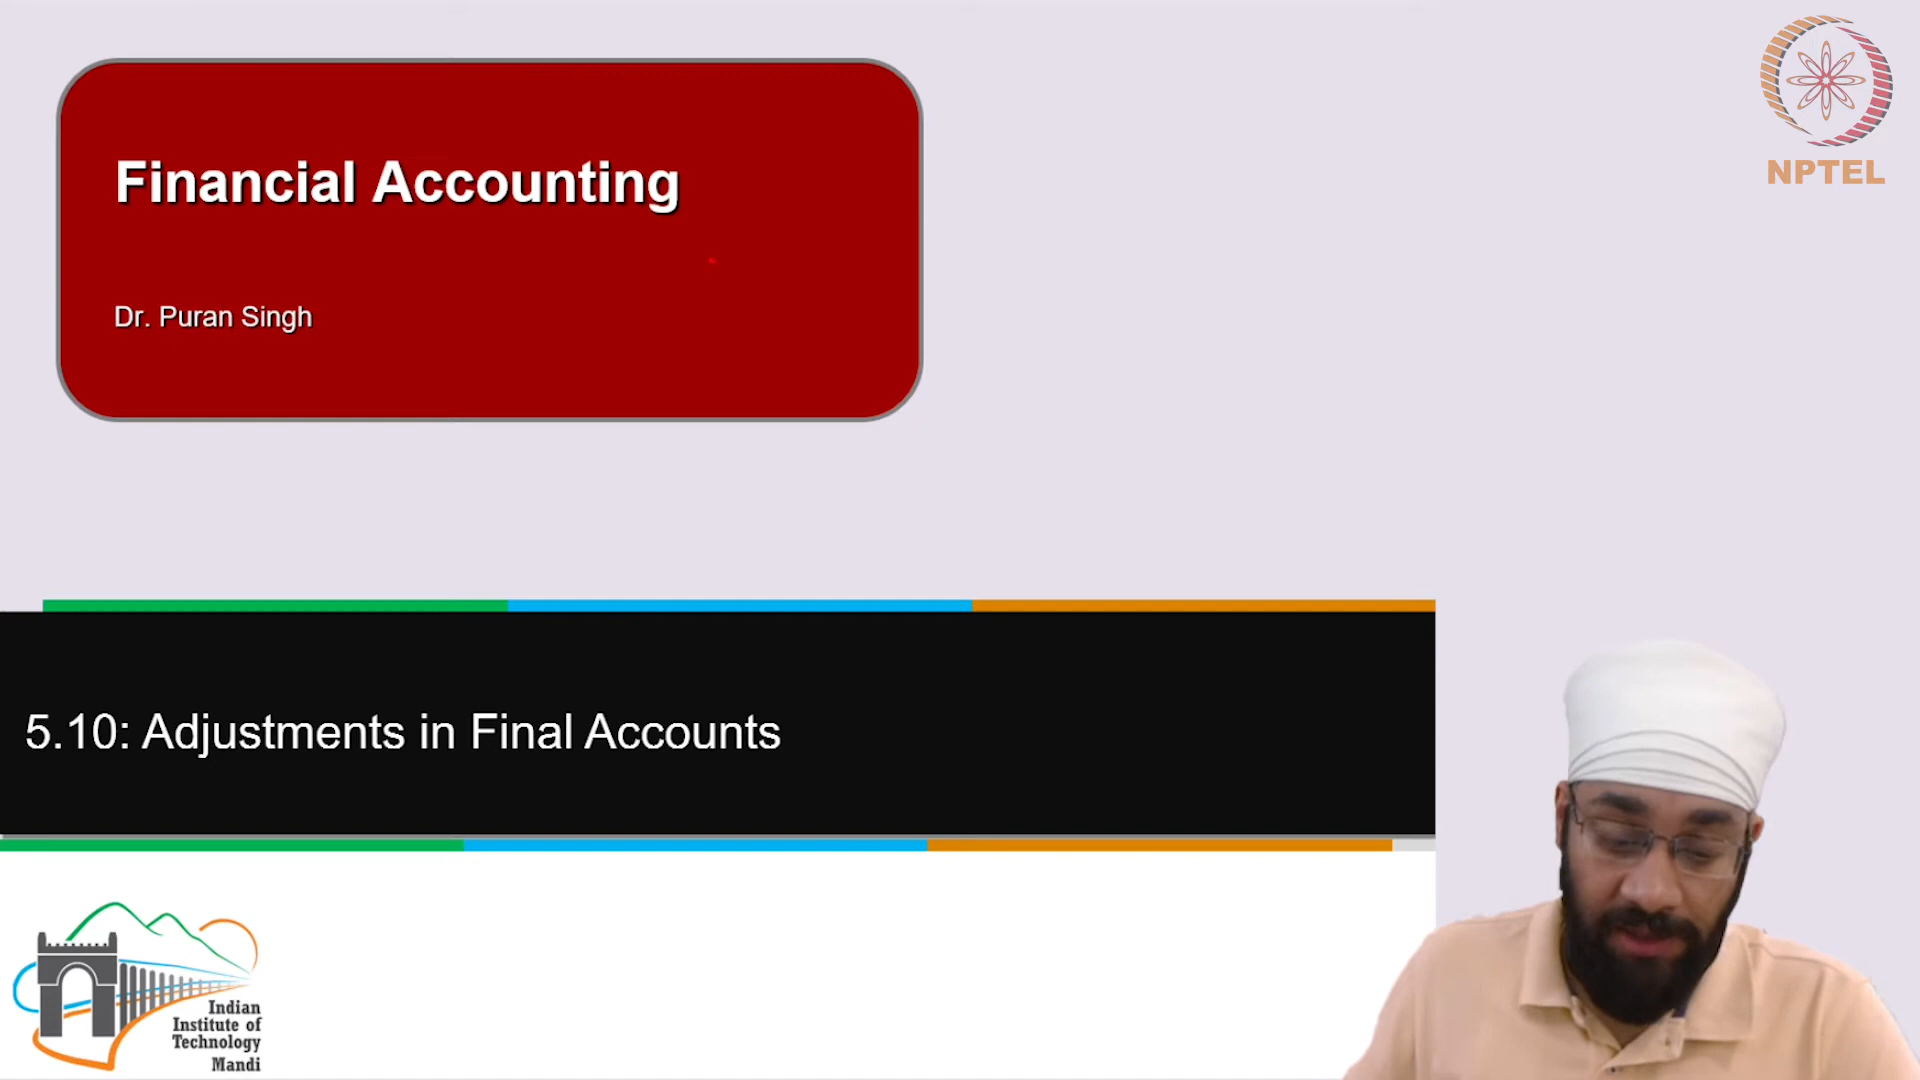 Financial Accounting
Dr. Puran Singh
NPTEL
5.10: Adjustments in Final Accounts
Indian
Institute of
Technology
Mandi